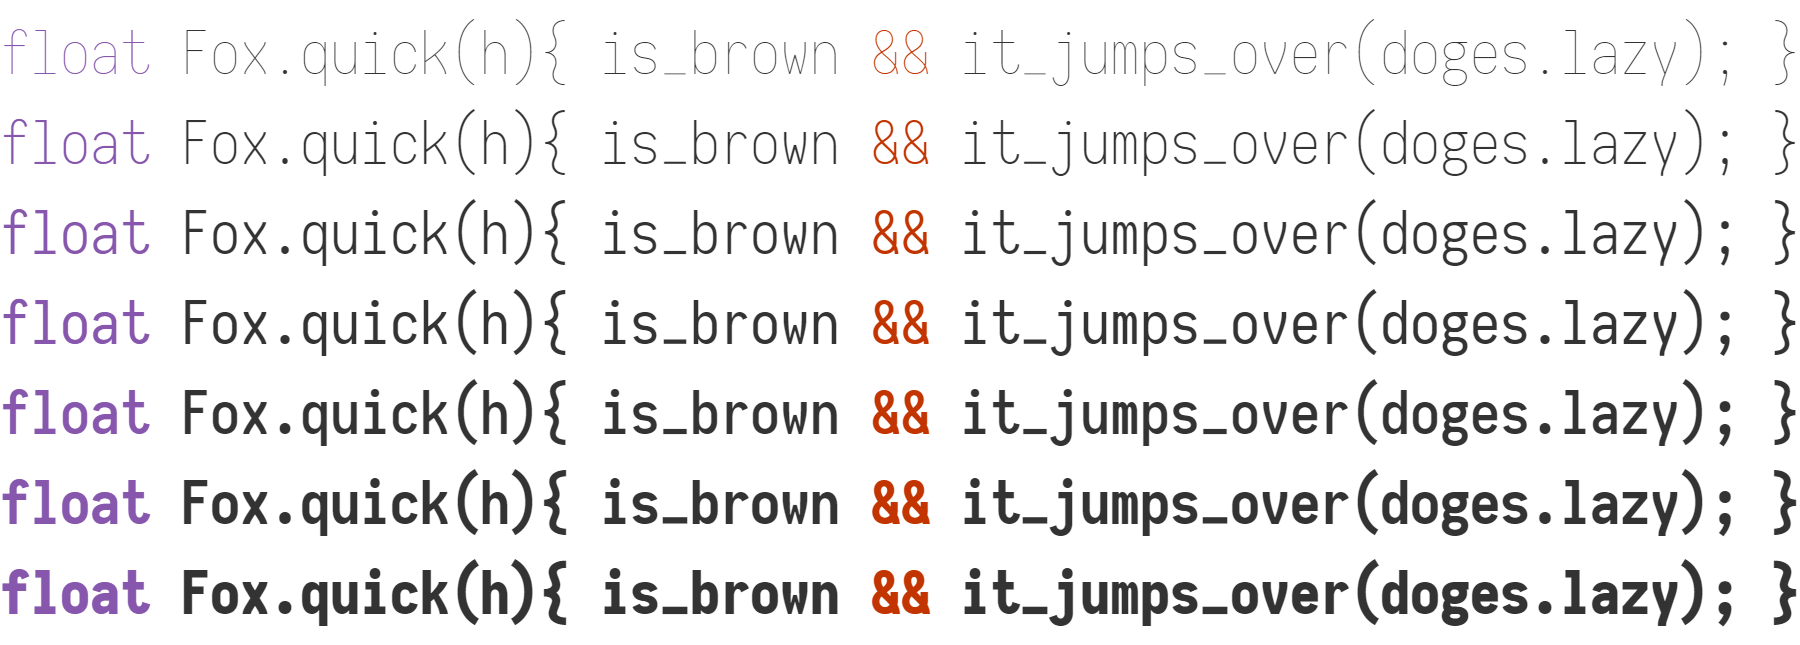 float Fox.quick(h){ is_brown && it_jumps_over(doges.lazy); }
float Fox.quick(h){ is_brown && it_jumps_over(doges.lazy); }
float Fox.quick(h){ is_brown && it_jumps_over(doges.lazy); }
float Fox.quick(h){ is_brown && it_jumps_over(doges.lazy); }
float Fox.quick(h){ is_brown && it_jumps_over(doges.lazy); }
float Fox.quick(h){ is_brown && it_jumps_over(doges.lazy); }
float Fox.quick(h){ is_brown && it_jumps_over(doges.lazy); }